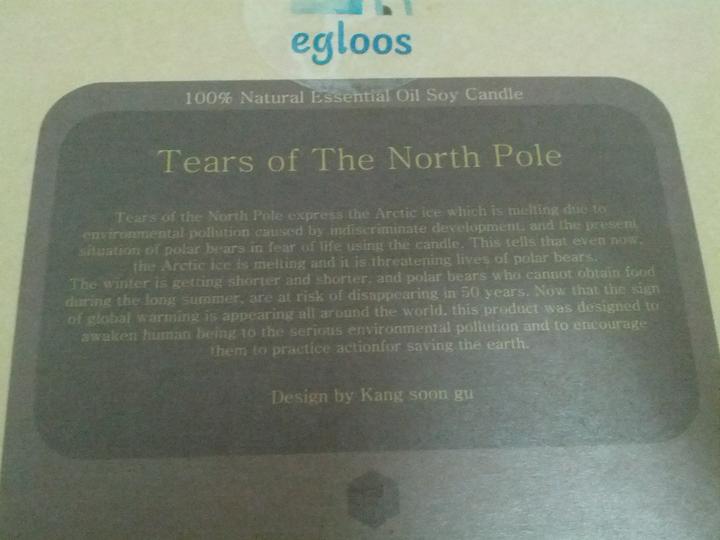 egloos
100% Natural Essential Oil Soy Candle
Tears of The North Pole
Tears of the North Pole express the Arctic ice which is melting due to
environmental pollution caused by indiscriminate development, and the present
situation of polar bears in fear of life using the candle. This tells that even now,
the Arctic ice is melting and it is threatening lives of polar bears.
The winter is getting shorter and shorter, and polar bears who cannot obtain food
during the long summer, are at risk of disappearing in 50 years. Now that the sign
of global warming is appearing all around the world, this product was designed to
awaken human being to the serious environmental pollution and to encourage
them to practice actionfor saving the earth.
Design by Kang soon gu